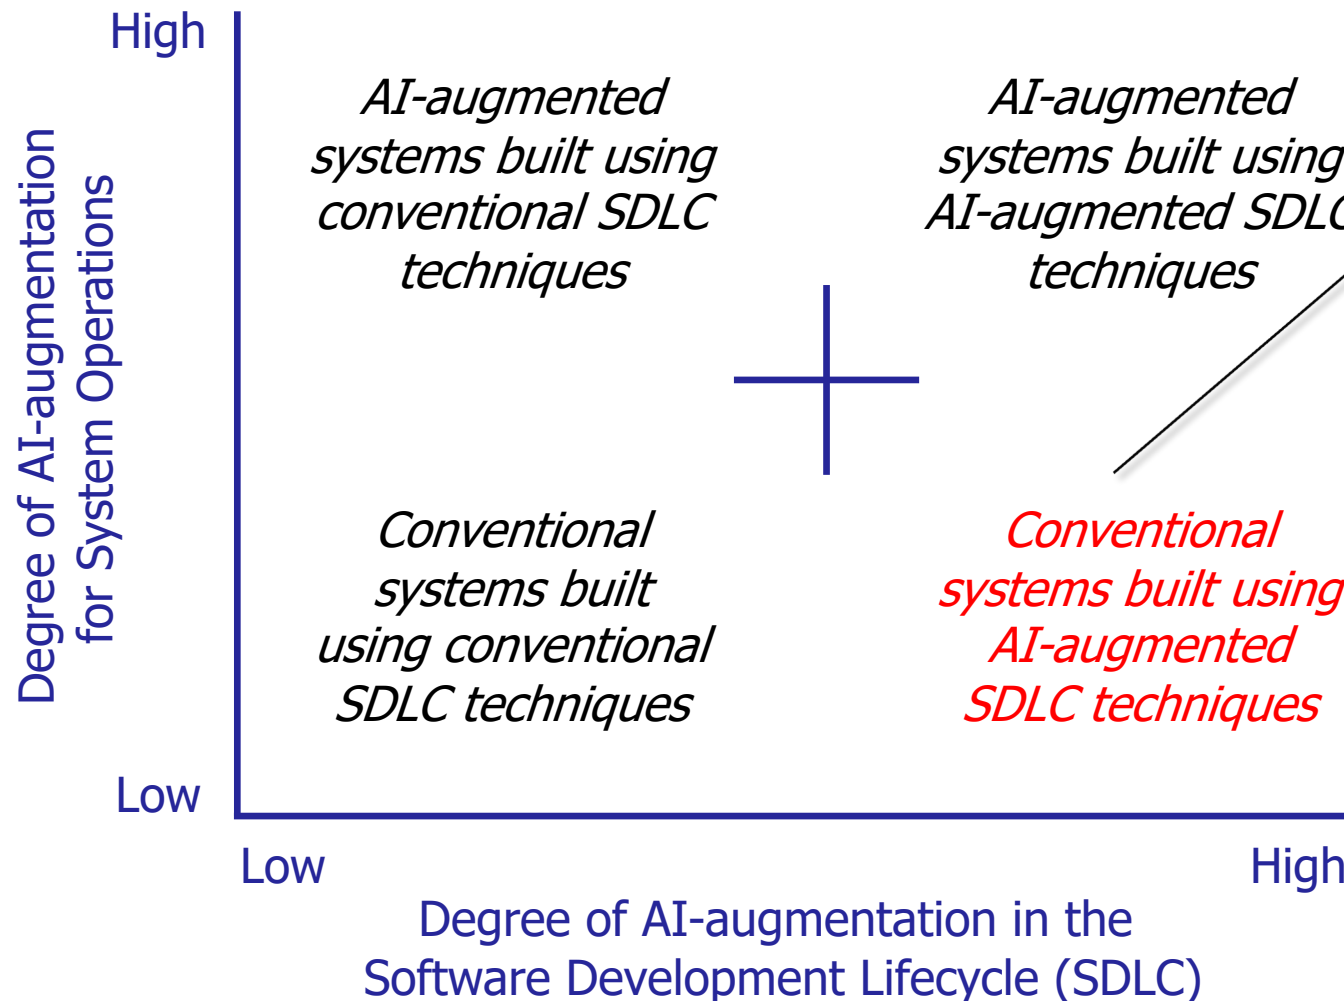 High
Degree of AI-augmentation
for System Operations
AI-augmented
systems built using
conventional SDLC
techniques
AI-augmented
systems built using
AI-augmented SDLC
techniques
Conventional
systems built
using conventional
SDLC techniques
Conventional
systems built using
AI-augmented
SDLC techniques
Low
Low
High
Degree of AI-augmentation in the
Software Development Lifecycle (SDLC)